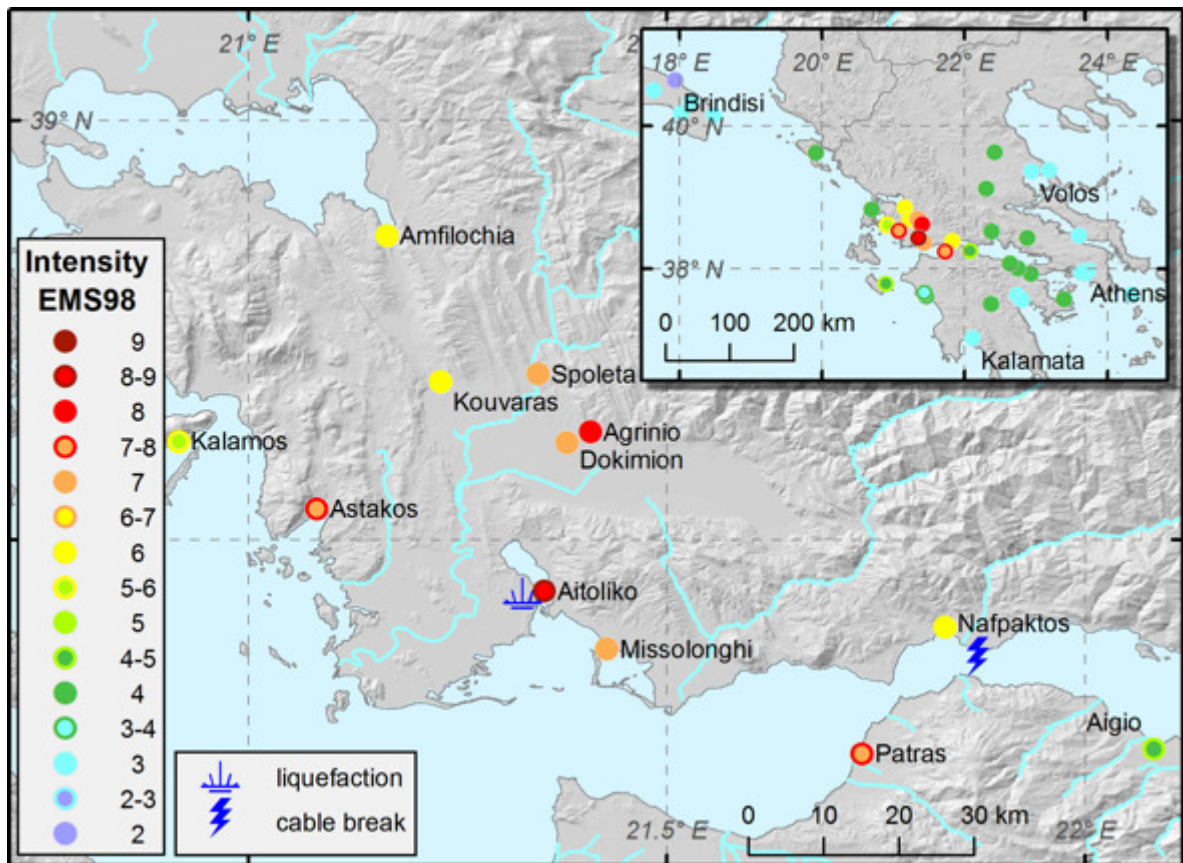 21° E
39° N
18° E
20° E
22° E
24° E
Brindisi
40° N
Volos
38° N
Athens
0 100 200 km
Kalamata
Amfilochia
Intensity
EMS98
9
8-9
8
7-8
7
6-7
6
5-6
5
4-5
4
3-4
3
2-3
2
Spoleta
Kouvaras
Agrinio
Dokimion
Kalamos
Astakos
Aitoliko
Nafpaktos
Missolonghi
Aigio
Patras
liquefaction
cable break
0 10 20 30 km
21.5° E
22° E